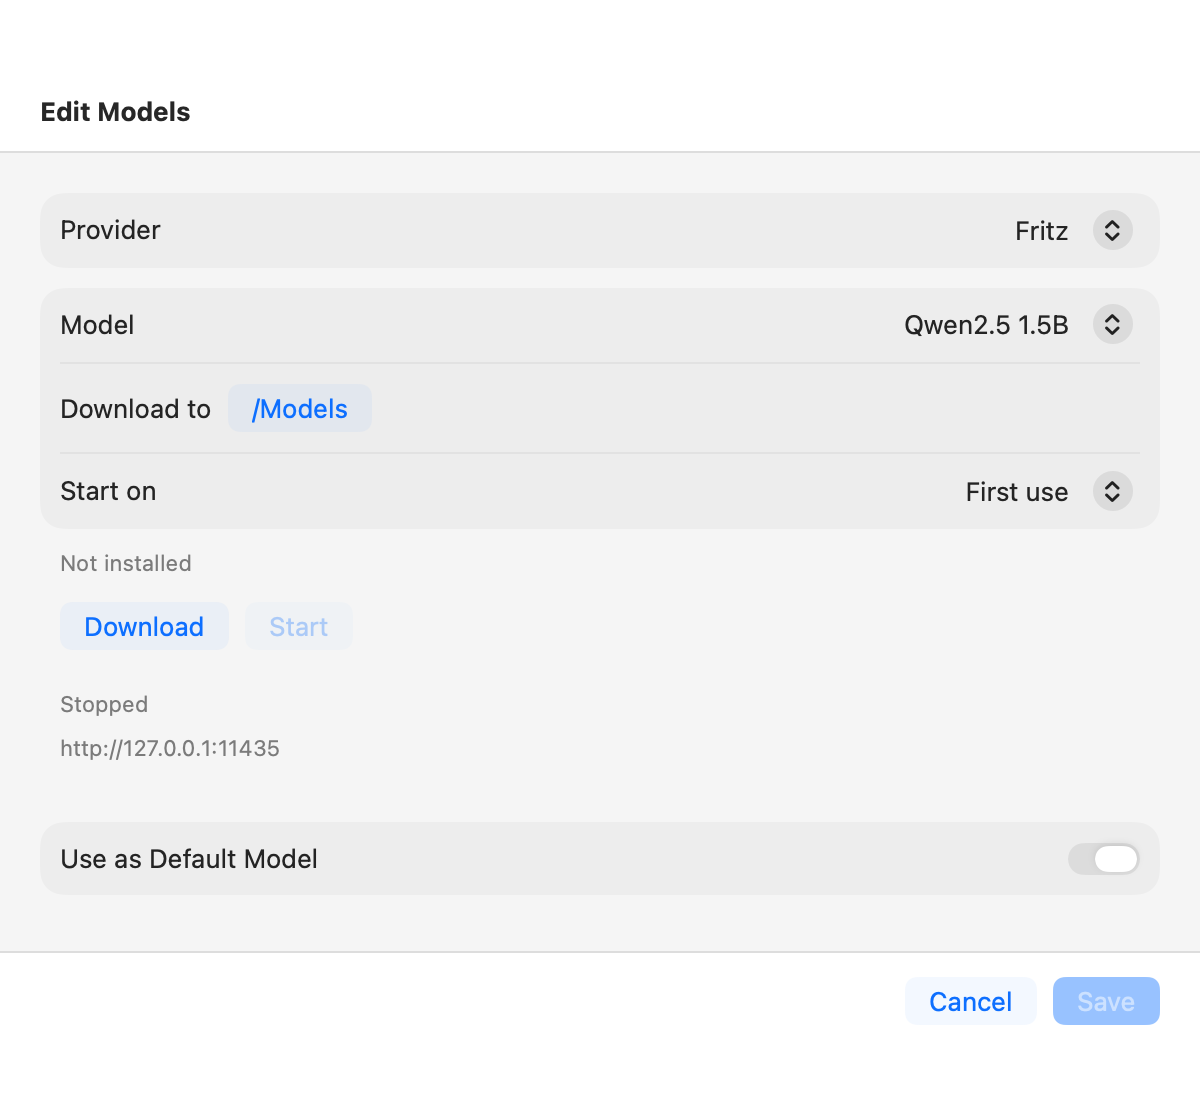 Edit Models
Provider Fritz
Model Qwen2.5 1.5B
Download to /Models
Start on First use
Not installed
Download Start
Stopped
http://127.0.0.1:11435
Use as Default Model
Cancel Save